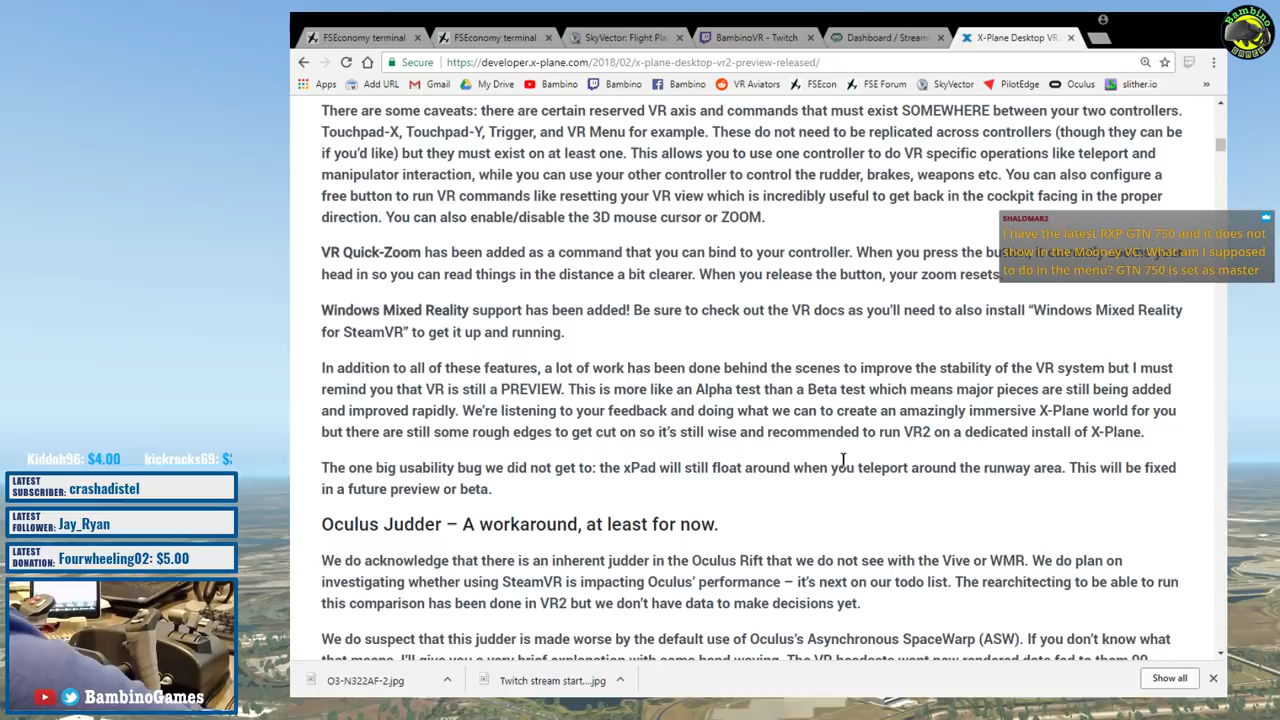 FSEconomy terminal
FSEconomy terminal
SkyVector: Flight Pla
BambinoVR - Twitch
Dashboard / Streaml
X-Plane Desktop VR
Secure
https://developer.x-plane.com/2018/02/x-plane-desktop-vr2-preview-released/
Apps
Add URL
Gmail
My Drive
Bambino
Bambino
Bambino
VR Aviators
FSEcon
FSE Forum
SkyVector
PilotEdge
Oculus
slither.io
There are some caveats: there are certain reserved VR axis and commands that must exist SOMEWHERE between your two controllers.
Touchpad-X, Touchpad-Y, Trigger, and VR Menu for example. These do not need to be replicated across controllers (though they can be
if you'd like) but they must exist on at least one. This allows you to use one controller to do VR specific operations like teleport and
manipulator interaction, while you can use your other controller to control the rudder, brakes, weapons etc. You can also configure a
free button to run VR commands like resetting your VR view which is incredibly useful to get back in the cockpit facing in the proper
direction. You can also enable/disable the 3D mouse cursor or ZOOM.
VR Quick-Zoom has been added as a command that you can bind to your controller. When you press the bu
head in so you can read things in the distance a bit clearer. When you release the button, your zoom resets.
SHALOMAR2
I have the latest RXP GTN 750 and it does not
show in the Mooney VC. What am I supposed
to do in the menu? GTN 750 is set as master
Windows Mixed Reality support has been added! Be sure to check out the VR docs as you'll need to also install “Windows Mixed Reality
for SteamVR” to get it up and running.
In addition to all of these features, a lot of work has been done behind the scenes to improve the stability of the VR system but I must
remind you that VR is still a PREVIEW. This is more like an Alpha test than a Beta test which means major pieces are still being added
and improved rapidly. We're listening to your feedback and doing what we can to create an amazingly immersive X-Plane world for you
but there are still some rough edges to get cut on so it's still wise and recommended to run VR2 on a dedicated install of X-Plane.
The one big usability bug we did not get to: the xPad will still float around when you teleport around the runway area. This will be fixed
in a future preview or beta.
Oculus Judder – A workaround, at least for now.
We do acknowledge that there is an inherent judder in the Oculus Rift that we do not see with the Vive or WMR. We do plan on
investigating whether using SteamVR is impacting Oculus' performance – it's next on our todo list. The rearchitecting to be able to run
this comparison has been done in VR2 but we don't have data to make decisions yet.
We do suspect that this judder is made worse by the default use of Oculus's Asynchronous SpaceWarp (ASW). If you don't know what
that means, I'll give you a very brief explanation with some hand waving. The VR headsets want new rendered data fed to them 90
O3-N322AF-2.jpg
Twitch stream start....jpg
Show all
Kiddoh96: $4.00
kickrocks69: $
LATEST
SUBSCRIBER: crashadistel
LATEST
FOLLOWER: Jay_Ryan
LATEST
DONATION: Fourwheeling02: $5.00
BambinoGames
Bambino
GAMES